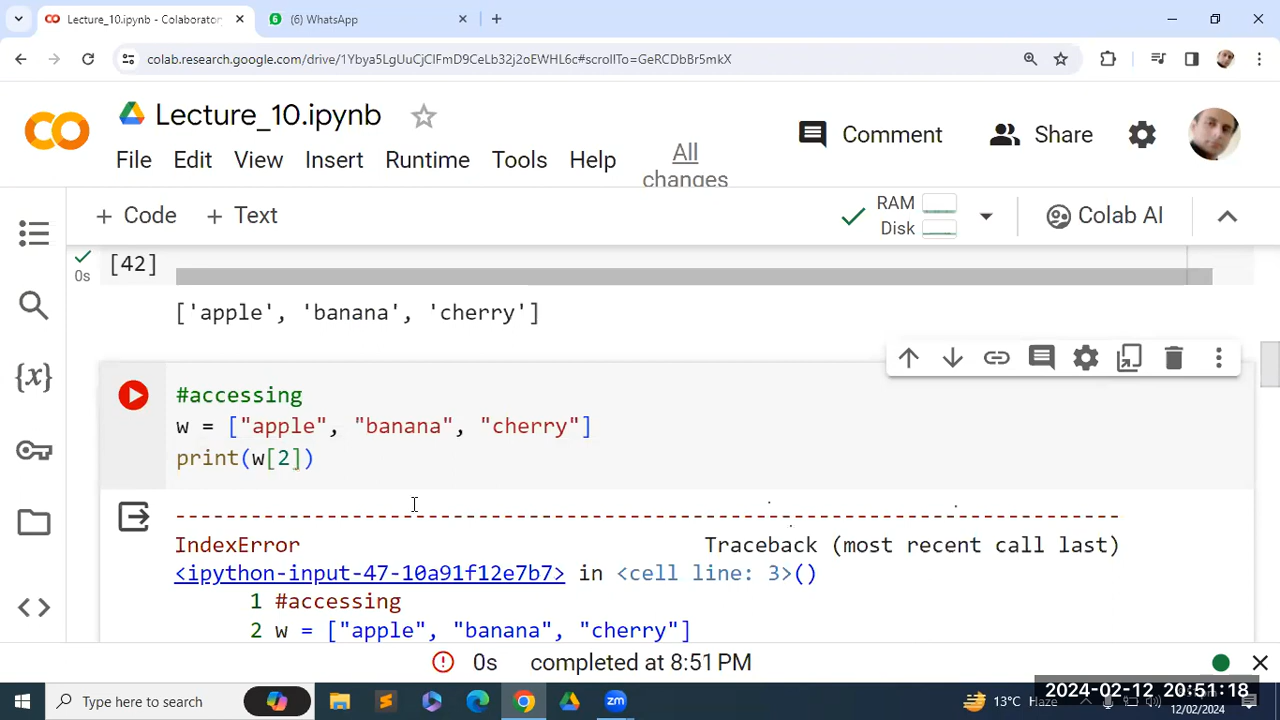 Lecture_10.ipynb - Colaborator
(6) WhatsApp
colab.research.google.com/drive/1Ybya5LgUuCjClFmD9CeLb32j2oEWHL6c#scrollTo=GeRCDbBr5mkX
Lecture_10.ipynb
Comment
Share
File Edit View Insert Runtime Tools Help
All changes
+ Code + Text
RAM
Disk
Colab AI
[42]
0s
['apple', 'banana', 'cherry']
#accessing
w = ["apple", "banana", "cherry"]
print(w[2])
---------------------------------------------------------------------------
IndexError Traceback (most recent call last)
<ipython-input-47-10a91f12e7b7> in <cell line: 3>()
1 #accessing
2 w = ["apple", "banana", "cherry"]
0s completed at 8:51 PM
Type here to search
13°C Haze
2024-02-12 20:51:18
12/02/2024